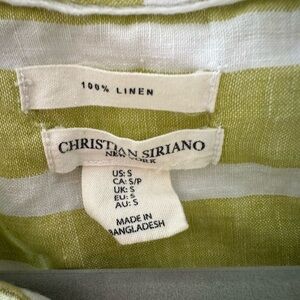 100% LINEN
CHRISTIAN SIRIANO
NEW YORK
US: S
CA: S/P
UK: S
EU: S
AU: S
MADE IN
BANGLADESH